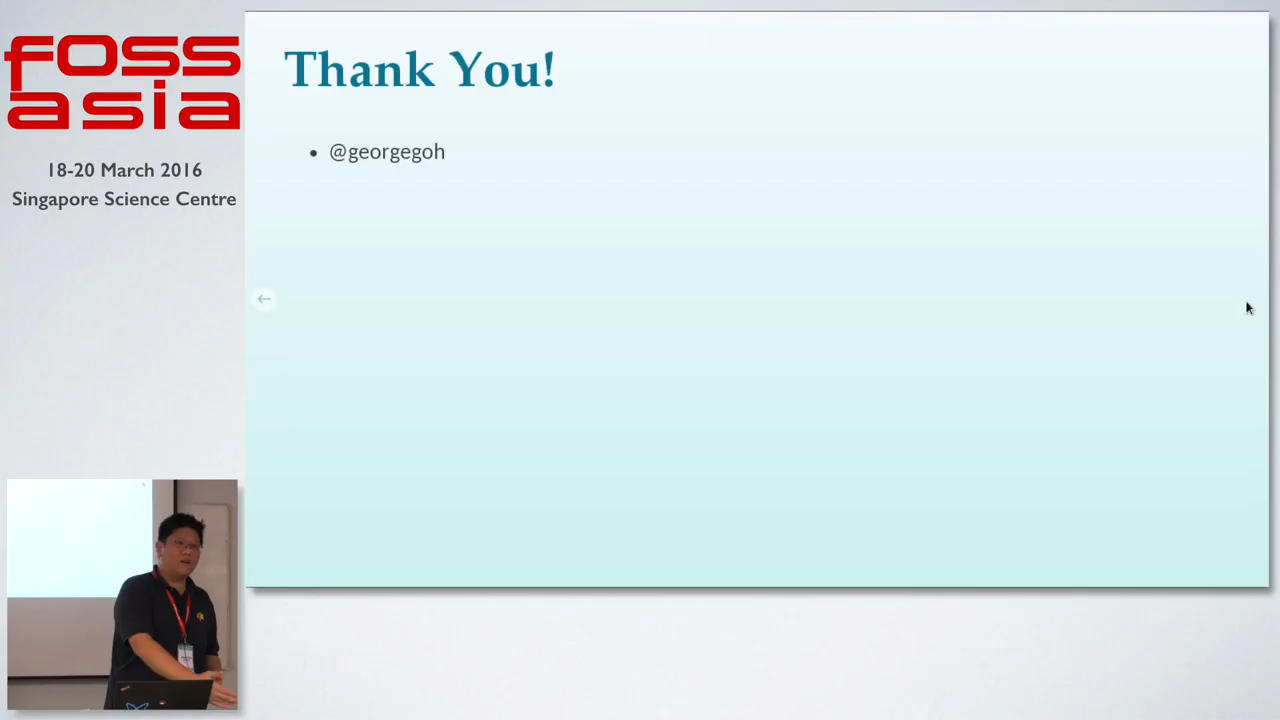 foss
asia
18-20 March 2016
Singapore Science Centre
Thank You!
• @georgegoh